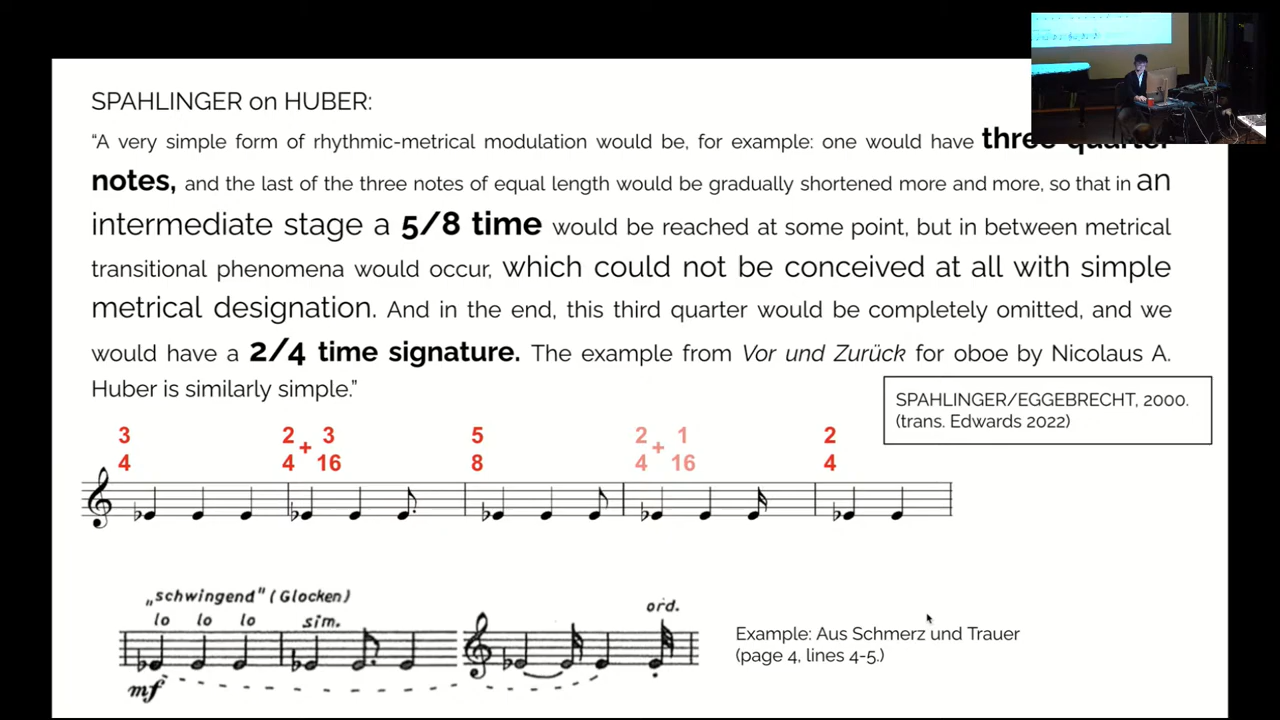 SPAHLINGER on HUBER:
“A very simple form of rhythmic-metrical modulation would be, for example: one would have three quarter
notes, and the last of the three notes of equal length would be gradually shortened more and more, so that in an
intermediate stage a 5/8 time would be reached at some point, but in between metrical
transitional phenomena would occur, which could not be conceived at all with simple
metrical designation. And in the end, this third quarter would be completely omitted, and we
would have a 2/4 time signature. The example from Vor und Zurück for oboe by Nicolaus A.
Huber is similarly simple.”
SPAHLINGER/EGGEBRECHT, 2000.
(trans. Edwards 2022)
3 2 + 3 5 2 + 1 2
4 4 16 8 4 16 4
„schwingend" (Glocken)
lo lo lo sim. ord.
mf
Example: Aus Schmerz und Trauer
(page 4, lines 4-5.)